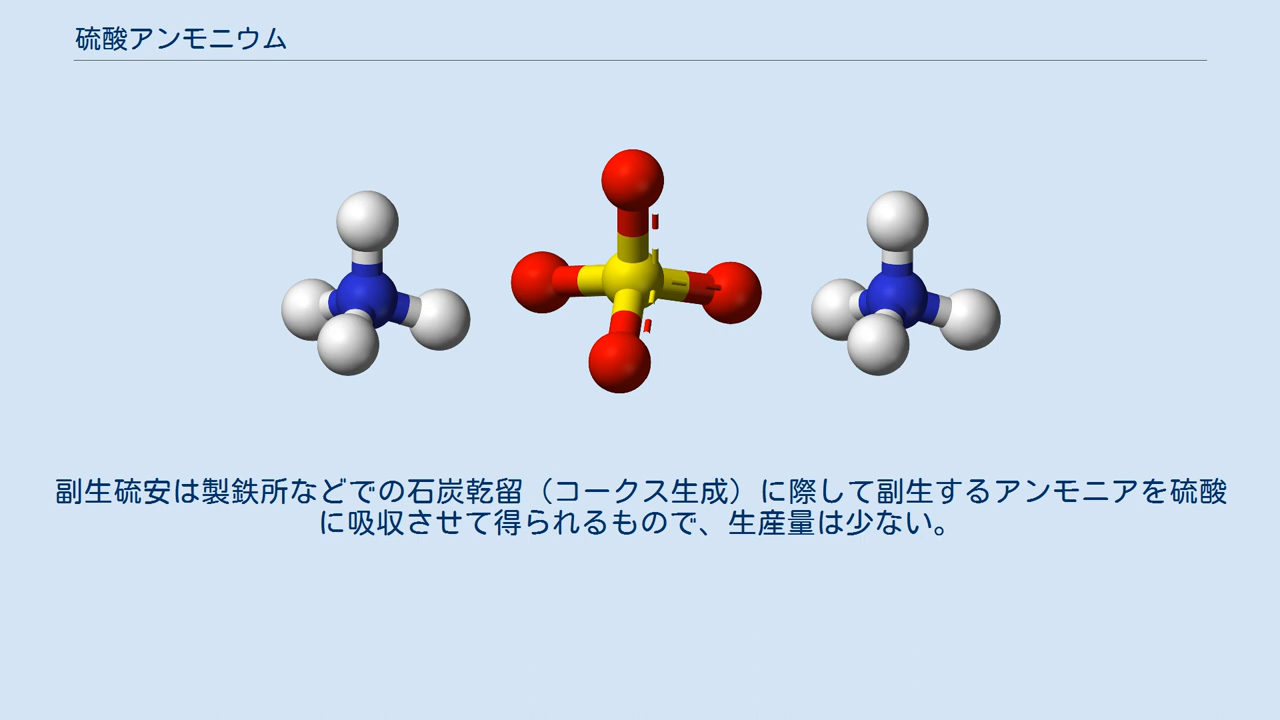 硫酸アンモニウム
副生硫安は製鉄所などでの石炭乾留（コークス生成）に際して副生するアンモニアを硫酸
に吸収させて得られるもので、生産量は少ない。